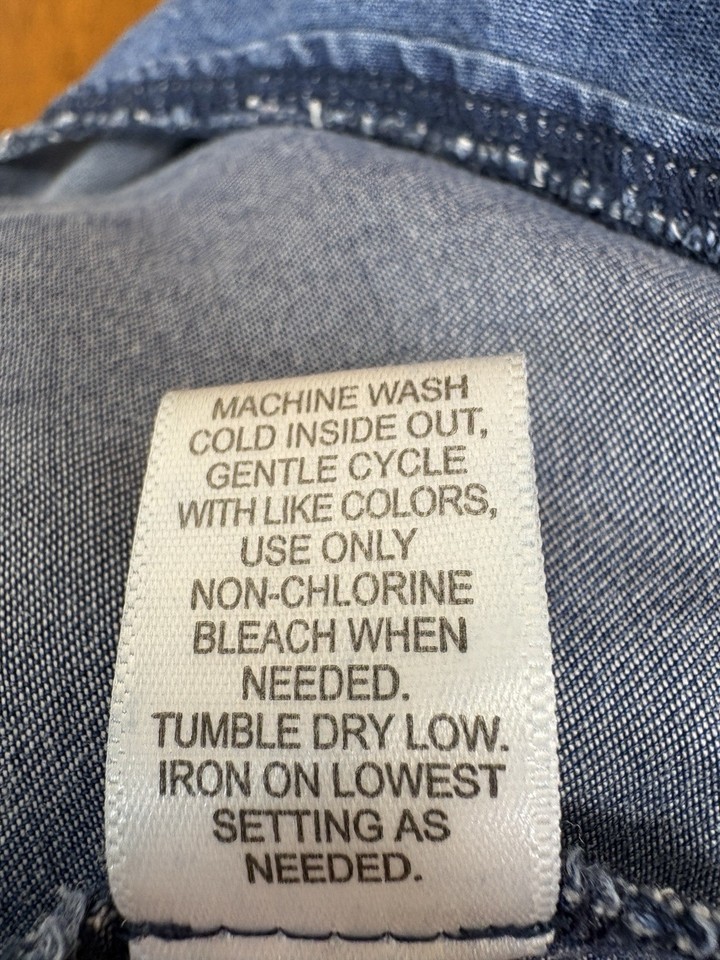 MACHINE WASH
COLD INSIDE OUT,
GENTLE CYCLE
WITH LIKE COLORS,
USE ONLY
NON-CHLORINE
BLEACH WHEN
NEEDED.
TUMBLE DRY LOW.
IRON ON LOWEST
SETTING AS
NEEDED.